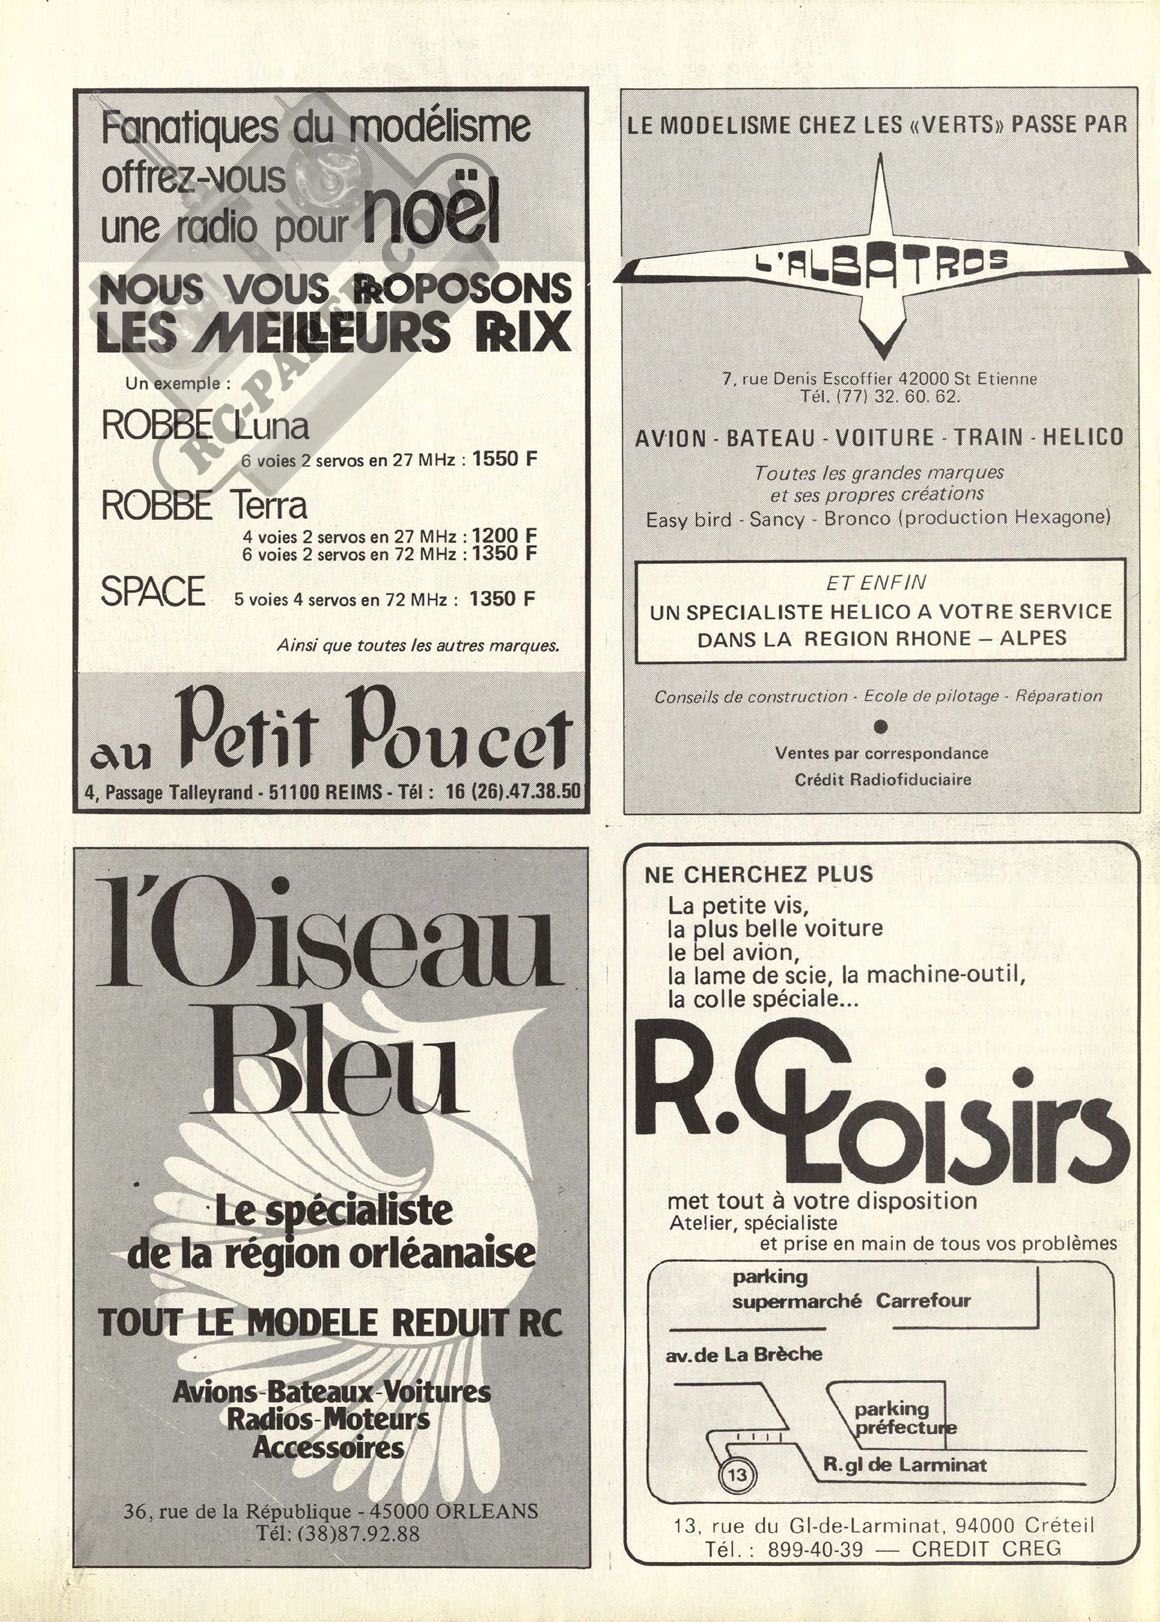 Fanatiques du modélisme
offrez-vous
une radio pour noël
NOUS VOUS PROPOSONS
LES MEILLEURS PRIX
Un exemple :
ROBBE Luna
6 voies 2 servos en 27 MHz : 1550 F
ROBBE Terra
4 voies 2 servos en 27 MHz : 1200 F
6 voies 2 servos en 72 MHz : 1350 F
SPACE 5 voies 4 servos en 72 MHz : 1350 F
Ainsi que toutes les autres marques.
au Petit Poucet
4, Passage Talleyrand - 51100 REIMS - Tél : 16 (26).47.38.50
RC-PAPER.COM
LE MODELISME CHEZ LES «VERTS» PASSE PAR
L'ALBATROS
7, rue Denis Escoffier 42000 St Etienne
Tél. (77) 32. 60. 62.
AVION - BATEAU - VOITURE - TRAIN - HELICO
Toutes les grandes marques
et ses propres créations
Easy bird - Sancy - Bronco (production Hexagone)
ET ENFIN
UN SPECIALISTE HELICO A VOTRE SERVICE
DANS LA REGION RHONE – ALPES
Conseils de construction - Ecole de pilotage - Réparation
Ventes par correspondance
Crédit Radiofiduciaire
l'Oiseau
Bleu
Le spécialiste
de la région orléanaise
TOUT LE MODELE REDUIT RC
Avions-Bateaux-Voitures
Radios-Moteurs
Accessoires
36, rue de la République - 45000 ORLEANS
Tél: (38)87.92.88
NE CHERCHEZ PLUS
La petite vis,
la plus belle voiture
le bel avion,
la lame de scie, la machine-outil,
la colle spéciale...
R.C Loisirs
met tout à votre disposition
Atelier, spécialiste
et prise en main de tous vos problèmes
parking
supermarché Carrefour
av.de La Brèche
parking
préfecture
R.gl de Larminat
13
13, rue du Gl-de-Larminat, 94000 Créteil
Tél. : 899-40-39 — CREDIT CREG